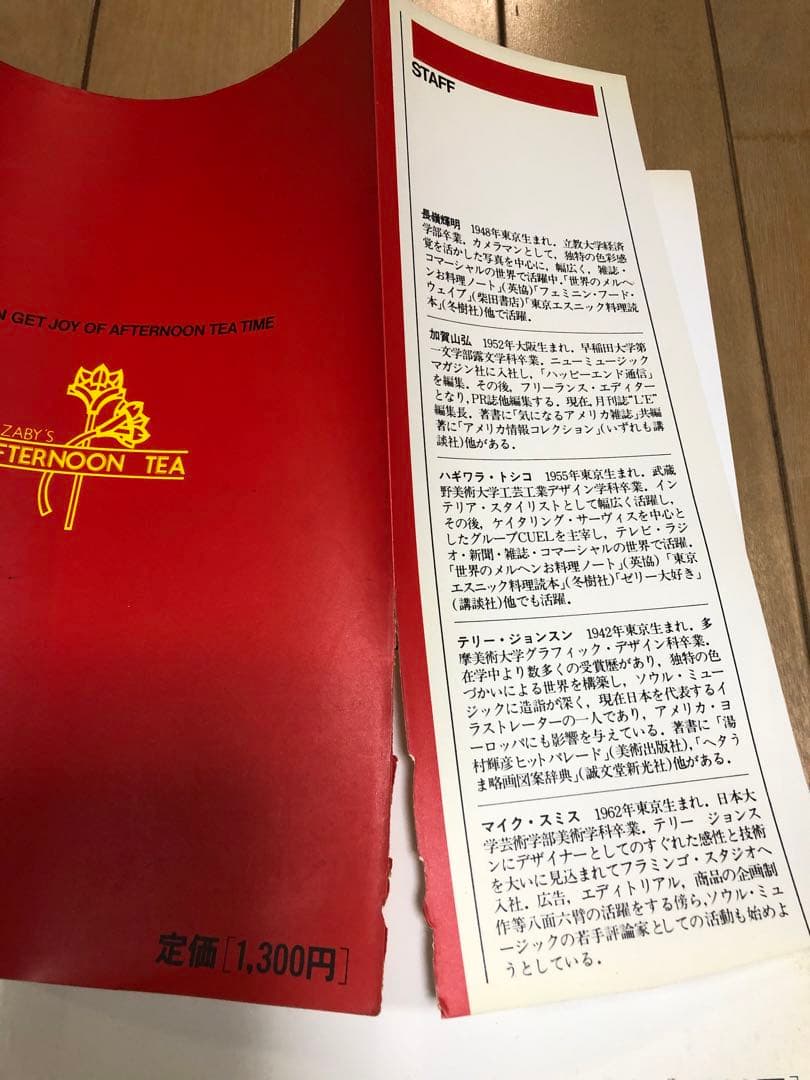 N GET JOY OF AFTERNOON TEA TIME
ZABY'S
FTERNOON TEA
定価[1,300円]
STAFF
長嶺輝明 1948年東京生まれ．立教大学経済
学部卒業．カメラマンとして，独特の色彩感
覚を活かした写真を中心に，幅広く，雑誌・
コマーシャルの世界で活躍中．「世界のメルヘ
ンお料理ノート」(英協)「フェミニン・フード・
ウェイブ」(柴田書店)「東京エスニック料理読
本」(冬樹社)他で活躍．
加賀山弘 1952年大阪生まれ．早稲田大学第
一文学部露文学科卒業．ニューミュージック
マガジン社に入社し，「ハッピーエンド通信」
を編集．その後，フリーランス・エディター
となり，PR誌他編集する．現在，月刊誌"L'E"
編集長．著書に「気になるアメリカ雑誌」共編
著に「アメリカ情報コレクション」(いずれも講
談社)他がある．
ハギワラ・トシコ 1955年東京生まれ．武蔵
野美術大学工芸工業デザイン学科卒業．イン
テリア・スタイリストとして幅広く活躍し，
その後，ケイタリング・サーヴィスを中心と
したグループCUELを主宰し，テレビ・ラジ
オ・新聞・雑誌・コマーシャルの世界で活躍．
「世界のメルヘンお料理ノート」(英協)「東京
エスニック料理読本」(冬樹社)「ゼリー大好き」
(講談社)他でも活躍．
テリー・ジョンスン 1942年東京生まれ．多
摩美術大学グラフィック・デザイン科卒業．
在学中より数多くの受賞歴があり，独特の色
づかいによる世界を構築し，ソウル・ミュー
ジックに造詣が深く，現在日本を代表するイ
ラストレーターの一人であり，アメリカ・ヨ
ーロッパにも影響を与えている．著書に「湯
村輝彦ヒットパレード」(美術出版社)，「ヘタう
ま略画図案辞典」(誠文堂新光社)他がある．
マイク・スミス 1962年東京生まれ．日本大
学芸術学部美術学科卒業．テリー ジョンス
ンにデザイナーとしてのすぐれた感性と技術
を大いに見込まれてフラミンゴ・スタジオへ
入社．広告，エディトリアル，商品の企画制
作等八面六臂の活躍をする傍ら，ソウル・ミュ
ージックの若手評論家としての活動も始めよ
うとしている．